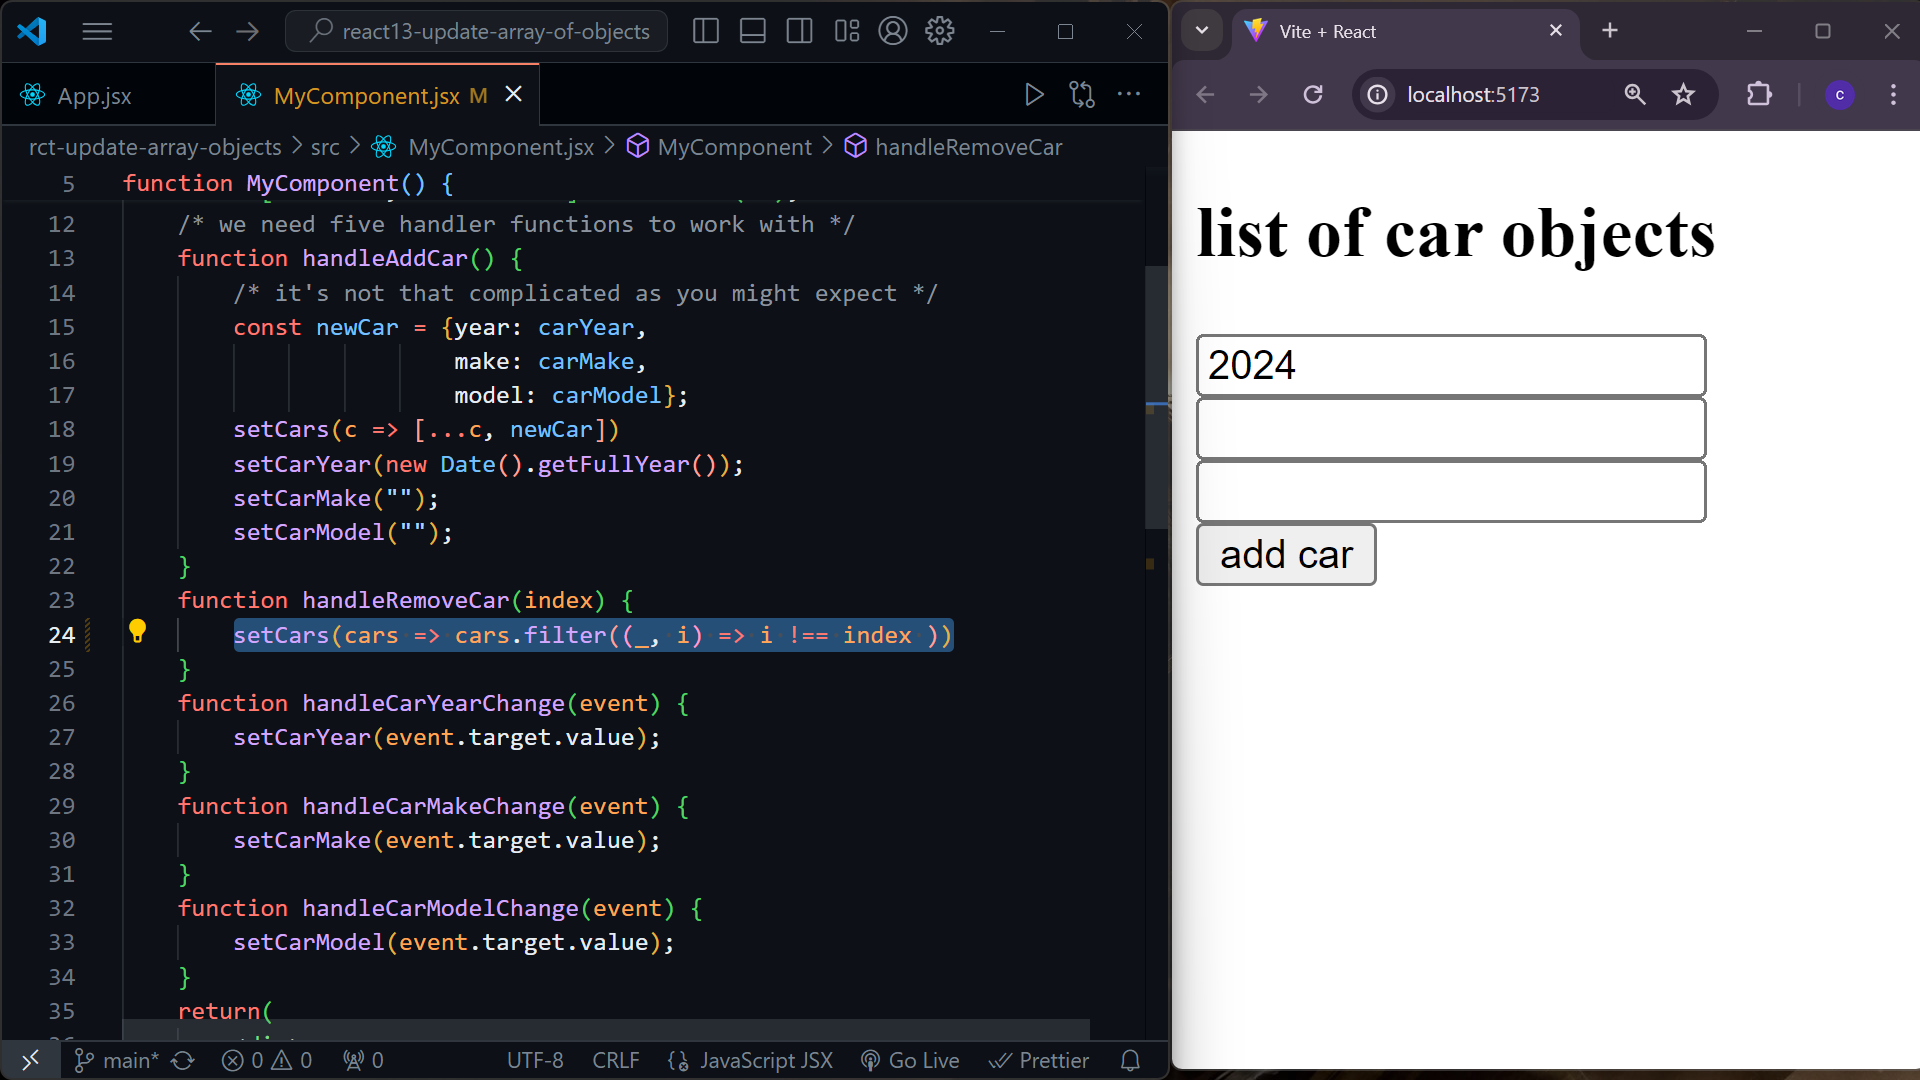 react13-update-array-of-objects
App.jsx
MyComponent.jsx M
rct-update-array-objects > src > MyComponent.jsx > MyComponent > handleRemoveCar
5 function MyComponent() {
12 /* we need five handler functions to work with */
13 function handleAddCar() {
14 /* it's not that complicated as you might expect */
15 const newCar = {year: carYear,
16 make: carMake,
17 model: carModel};
18 setCars(c => [...c, newCar])
19 setCarYear(new Date().getFullYear());
20 setCarMake("");
21 setCarModel("");
22 }
23 function handleRemoveCar(index) {
24 setCars(cars => cars.filter((_, i) => i !== index ))
25 }
26 function handleCarYearChange(event) {
27 setCarYear(event.target.value);
28 }
29 function handleCarMakeChange(event) {
30 setCarMake(event.target.value);
31 }
32 function handleCarModelChange(event) {
33 setCarModel(event.target.value);
34 }
35 return(
main* 0 0 0 UTF-8 CRLF JavaScript JSX Go Live Prettier
Vite + React
localhost:5173
c
list of car objects
2024
add car